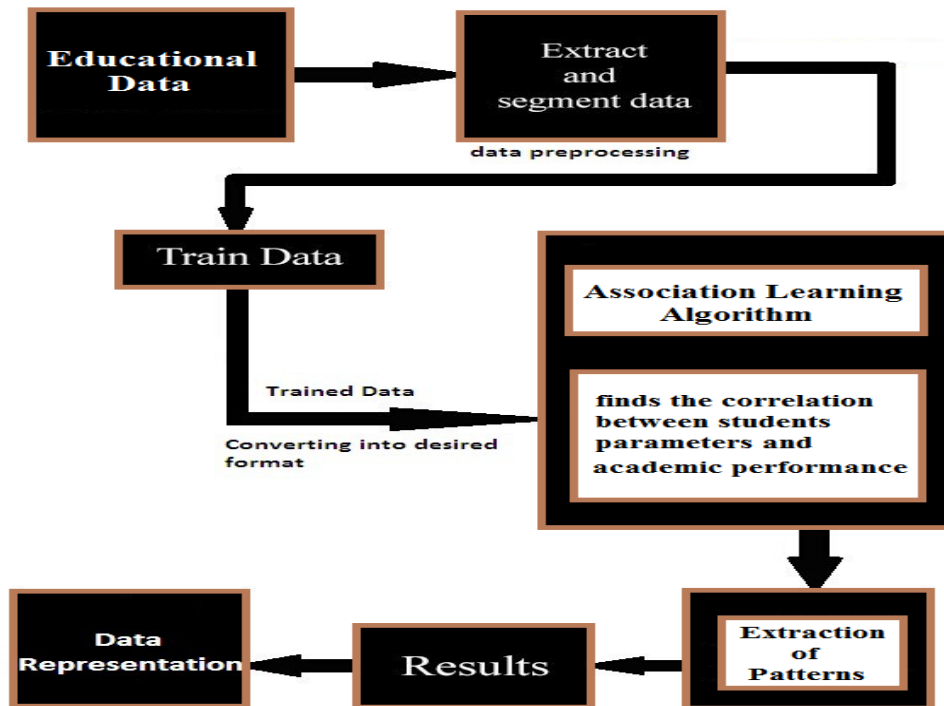 Educational
Data
Extract
and
segment data
data preprocessing
Train Data
Association Learning
Algorithm
finds the correlation
between students
parameters and
academic performance
Trained Data
Converting into desired
format
Extraction
of
Patterns
Results
Data
Representation